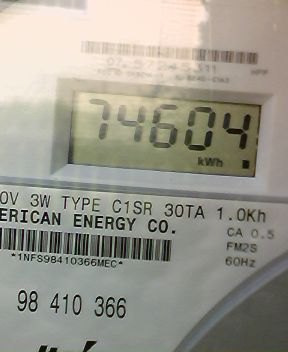 74604
kWh
0V 3W TYPE C1SR 30TA 1.0Kh
ERICAN ENERGY CO.
CA 0.5
FM2S
60Hz
*1NFS98410366MEC*
98 410 366